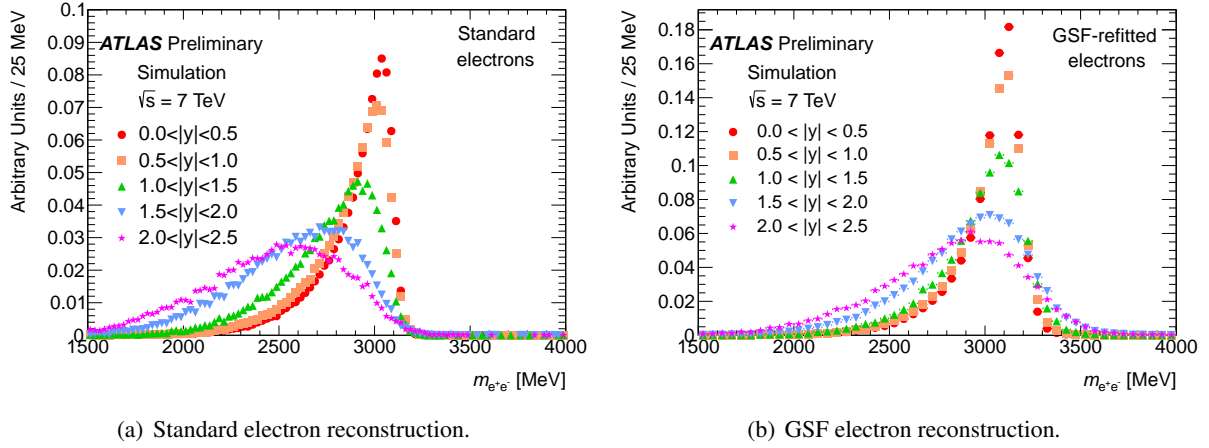 Arbitrary Units / 25 MeV
0.1
0.09
0.08
0.07
0.06
0.05
0.04
0.03
0.02
0.01
0
ATLAS Preliminary
Standard
electrons
Simulation
√s = 7 TeV
0.0<|y|<0.5
0.5<|y|<1.0
1.0<|y|<1.5
1.5<|y|<2.0
2.0<|y|<2.5
1500 2000 2500 3000 3500 4000
m_{e⁺e⁻} [MeV]
(a) Standard electron reconstruction.
Arbitrary Units / 25 MeV
0.18
0.16
0.14
0.12
0.1
0.08
0.06
0.04
0.02
0
ATLAS Preliminary
GSF-refitted
electrons
Simulation
√s = 7 TeV
0.0 < |y| < 0.5
0.5 < |y| < 1.0
1.0 < |y| < 1.5
1.5 < |y| < 2.0
2.0 < |y| < 2.5
1500 2000 2500 3000 3500 4000
m_{e⁺e⁻} [MeV]
(b) GSF electron reconstruction.